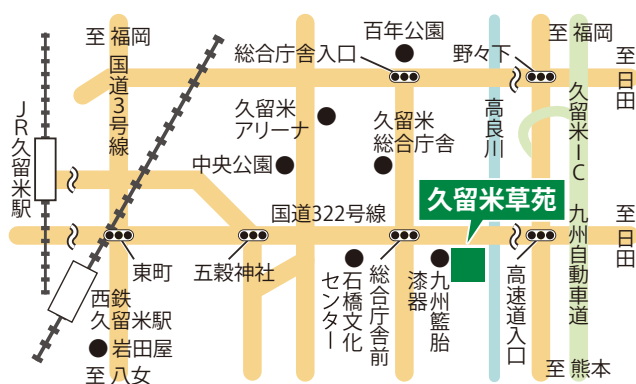 至 福岡
国道3号線
JR久留米駅
総合庁舎入口
百年公園
野々下
至 福岡
至日田
久留米
アリーナ
久留米
総合庁舎
高良川
久留米IC
九州自動車道
中央公園
久留米草苑
国道322号線
至日田
東町
五穀神社
石橋文化
センター
総合庁舎前
九州籃胎
漆器
高速道入口
西鉄
久留米駅
岩田屋
至 八女
至 熊本